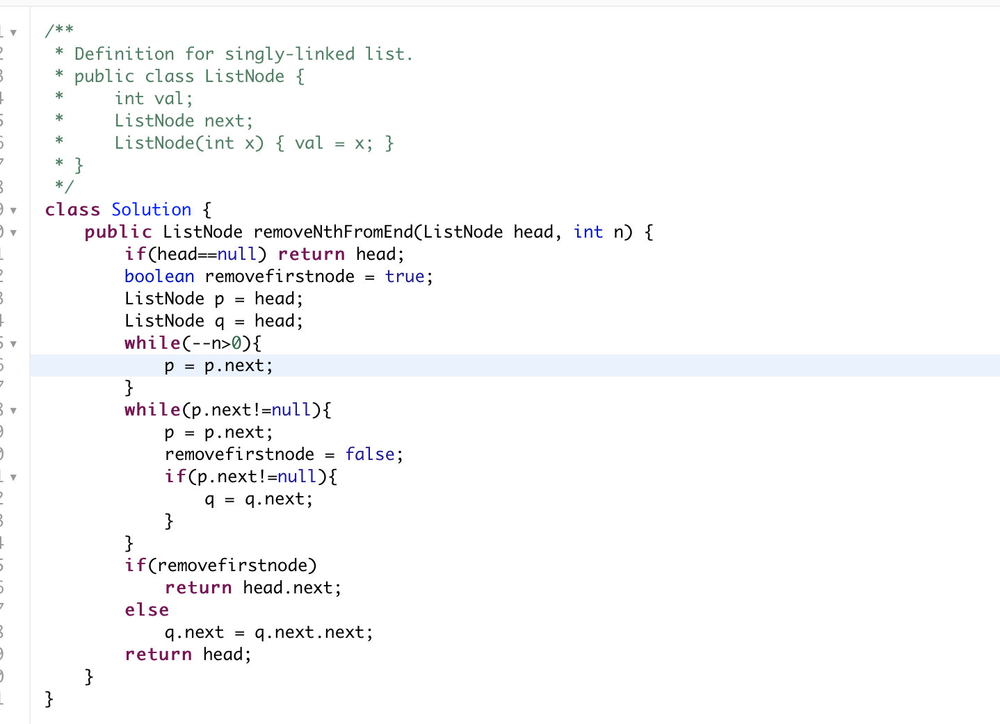 /**
 * Definition for singly-linked list.
 * public class ListNode {
 *     int val;
 *     ListNode next;
 *     ListNode(int x) { val = x; }
 * }
 */
class Solution {
    public ListNode removeNthFromEnd(ListNode head, int n) {
        if(head==null) return head;
        boolean removefirstnode = true;
        ListNode p = head;
        ListNode q = head;
        while(--n>0){
            p = p.next;
        }
        while(p.next!=null){
            p = p.next;
            removefirstnode = false;
            if(p.next!=null){
                q = q.next;
            }
        }
        if(removefirstnode)
            return head.next;
        else
            q.next = q.next.next;
        return head;
    }
}